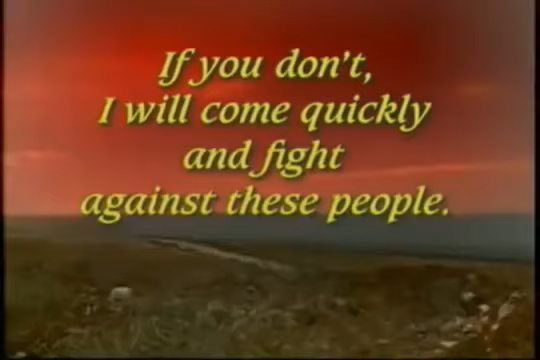 If you don't,
I will come quickly
and fight
against these people.